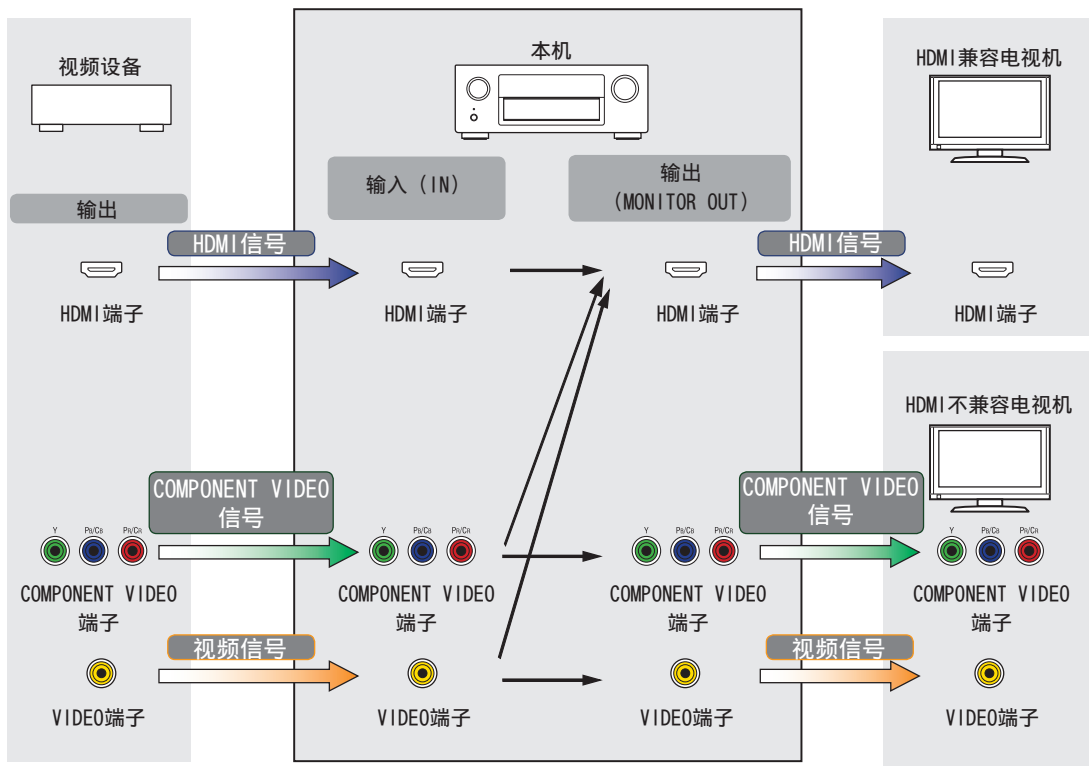 视频设备
本机
HDMI兼容电视机
输出
输入（IN）
输出
（MONITOR OUT）
HDMI信号
HDMI信号
HDMI端子
HDMI端子
HDMI端子
HDMI端子
HDMI不兼容电视机
COMPONENT VIDEO
信号
COMPONENT VIDEO
信号
Y PB/CB PR/CR
Y PB/CB PR/CR
Y PB/CB PR/CR
Y PB/CB PR/CR
COMPONENT VIDEO
端子
COMPONENT VIDEO
端子
COMPONENT VIDEO
端子
COMPONENT VIDEO
端子
视频信号
视频信号
VIDEO端子
VIDEO端子
VIDEO端子
VIDEO端子